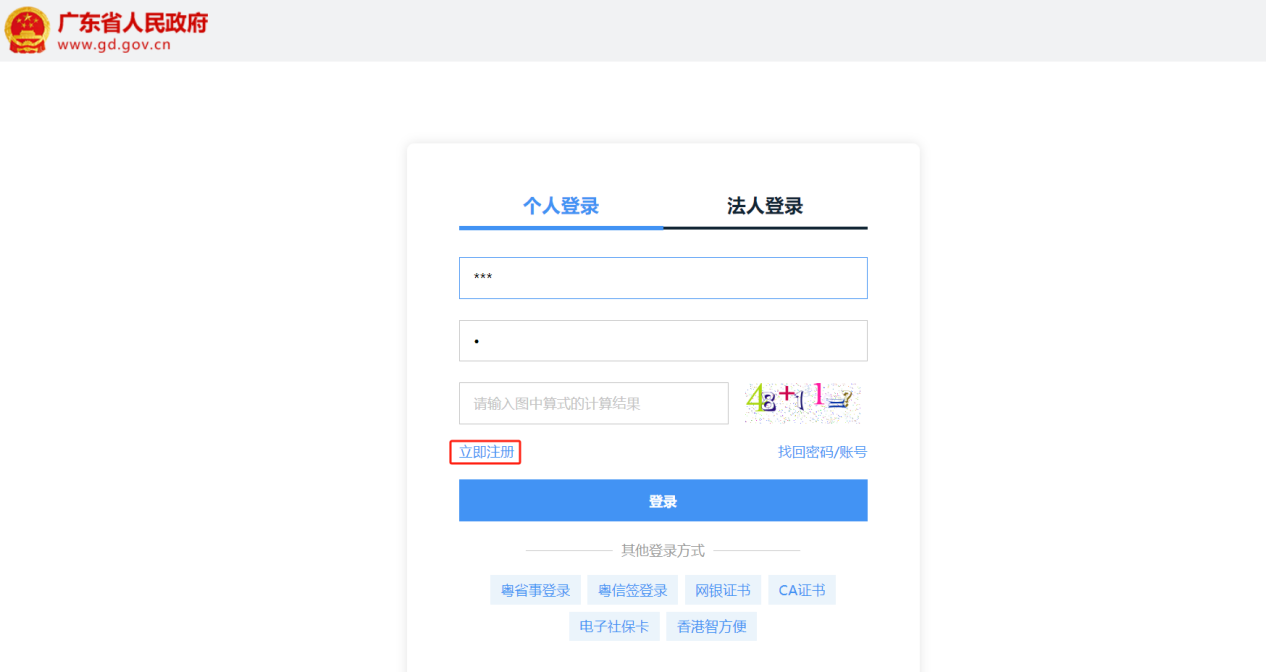 广东省人民政府
www.gd.gov.cn
个人登录 法人登录
***
•
请输入图中算式的计算结果 48+11=?
立即注册 找回密码/账号
登录
其他登录方式
粤省事登录 粤信签登录 网银证书 CA证书
电子社保卡 香港智方便